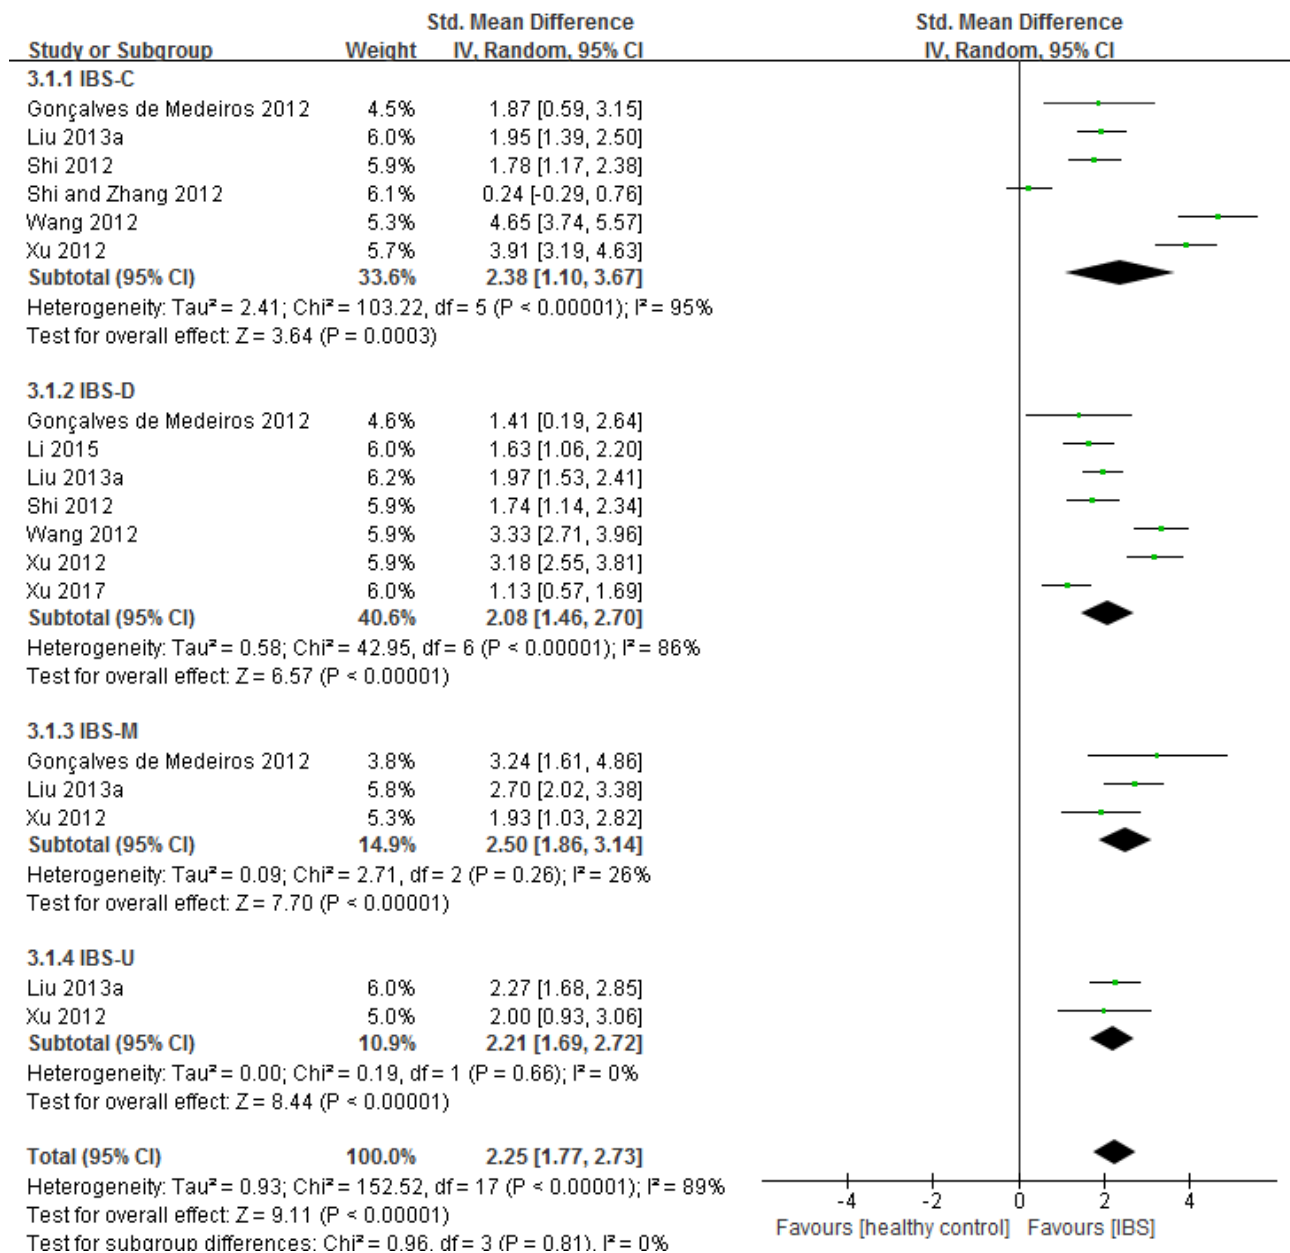 Std. Mean Difference Std. Mean Difference
Study or Subgroup Weight IV, Random, 95% CI IV, Random, 95% CI
3.1.1 IBS-C
Gonçalves de Medeiros 2012 4.5% 1.87 [0.59, 3.15]
Liu 2013a 6.0% 1.95 [1.39, 2.50]
Shi 2012 5.9% 1.78 [1.17, 2.38]
Shi and Zhang 2012 6.1% 0.24 [-0.29, 0.76]
Wang 2012 5.3% 4.65 [3.74, 5.57]
Xu 2012 5.7% 3.91 [3.19, 4.63]
Subtotal (95% CI) 33.6% 2.38 [1.10, 3.67]
Heterogeneity: Tau² = 2.41; Chi² = 103.22, df = 5 (P < 0.00001); I² = 95%
Test for overall effect: Z = 3.64 (P = 0.0003)
3.1.2 IBS-D
Gonçalves de Medeiros 2012 4.6% 1.41 [0.19, 2.64]
Li 2015 6.0% 1.63 [1.06, 2.20]
Liu 2013a 6.2% 1.97 [1.53, 2.41]
Shi 2012 5.9% 1.74 [1.14, 2.34]
Wang 2012 5.9% 3.33 [2.71, 3.96]
Xu 2012 5.9% 3.18 [2.55, 3.81]
Xu 2017 6.0% 1.13 [0.57, 1.69]
Subtotal (95% CI) 40.6% 2.08 [1.46, 2.70]
Heterogeneity: Tau² = 0.58; Chi² = 42.95, df = 6 (P < 0.00001); I² = 86%
Test for overall effect: Z = 6.57 (P < 0.00001)
3.1.3 IBS-M
Gonçalves de Medeiros 2012 3.8% 3.24 [1.61, 4.86]
Liu 2013a 5.8% 2.70 [2.02, 3.38]
Xu 2012 5.3% 1.93 [1.03, 2.82]
Subtotal (95% CI) 14.9% 2.50 [1.86, 3.14]
Heterogeneity: Tau² = 0.09; Chi² = 2.71, df = 2 (P = 0.26); I² = 26%
Test for overall effect: Z = 7.70 (P < 0.00001)
3.1.4 IBS-U
Liu 2013a 6.0% 2.27 [1.68, 2.85]
Xu 2012 5.0% 2.00 [0.93, 3.06]
Subtotal (95% CI) 10.9% 2.21 [1.69, 2.72]
Heterogeneity: Tau² = 0.00; Chi² = 0.19, df = 1 (P = 0.66); I² = 0%
Test for overall effect: Z = 8.44 (P < 0.00001)
Total (95% CI) 100.0% 2.25 [1.77, 2.73]
Heterogeneity: Tau² = 0.93; Chi² = 152.52, df = 17 (P < 0.00001); I² = 89%
Test for overall effect: Z = 9.11 (P < 0.00001)
Test for subgroup differences: Chi² = 0.96, df = 3 (P = 0.81), I² = 0%
-4 -2 0 2 4
Favours [healthy control] Favours [IBS]